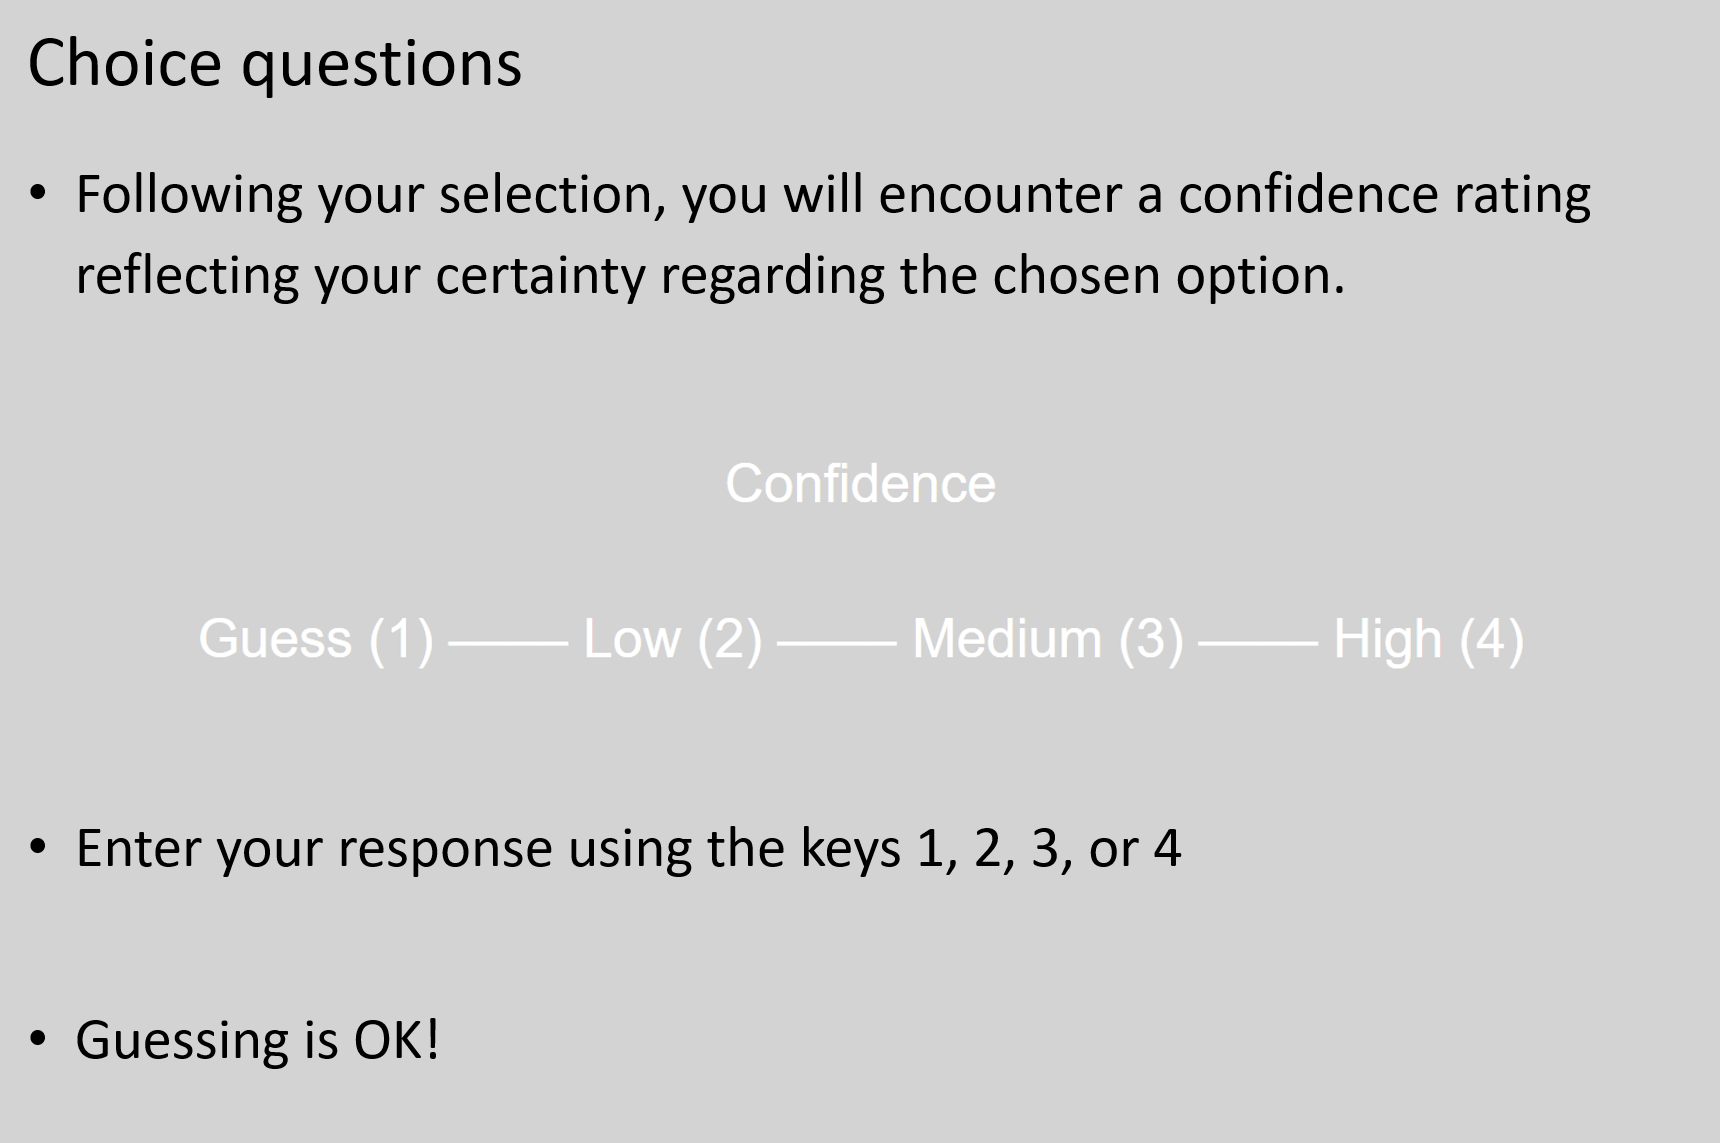 Choice questions
• Following your selection, you will encounter a confidence rating
reflecting your certainty regarding the chosen option.
Confidence
Guess (1) —— Low (2) —— Medium (3) —— High (4)
• Enter your response using the keys 1, 2, 3, or 4
• Guessing is OK!